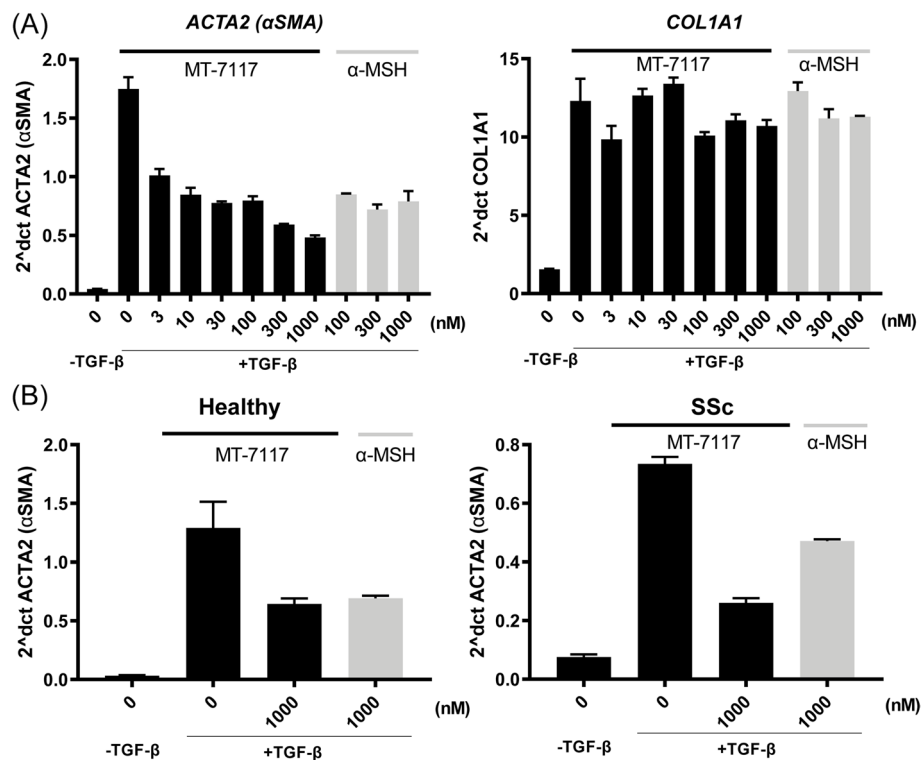 (A)
ACTA2 (αSMA)
MT-7117
α-MSH
2^dct ACTA2 (αSMA)
2.0
1.5
1.0
0.5
0.0
0 0 3 10 30 100 300 1000 100 300 1000 (nM)
-TGF-β +TGF-β
COL1A1
MT-7117
α-MSH
2^dct COL1A1
15
10
5
0
0 0 3 10 30 100 300 1000 100 300 1000 (nM)
-TGF-β +TGF-β
(B)
Healthy
MT-7117
α-MSH
2^dct ACTA2 (αSMA)
2.0
1.5
1.0
0.5
0.0
0 0 1000 1000 (nM)
-TGF-β +TGF-β
SSc
MT-7117
α-MSH
2^dct ACTA2 (αSMA)
0.8
0.6
0.4
0.2
0.0
0 0 1000 1000 (nM)
-TGF-β +TGF-β